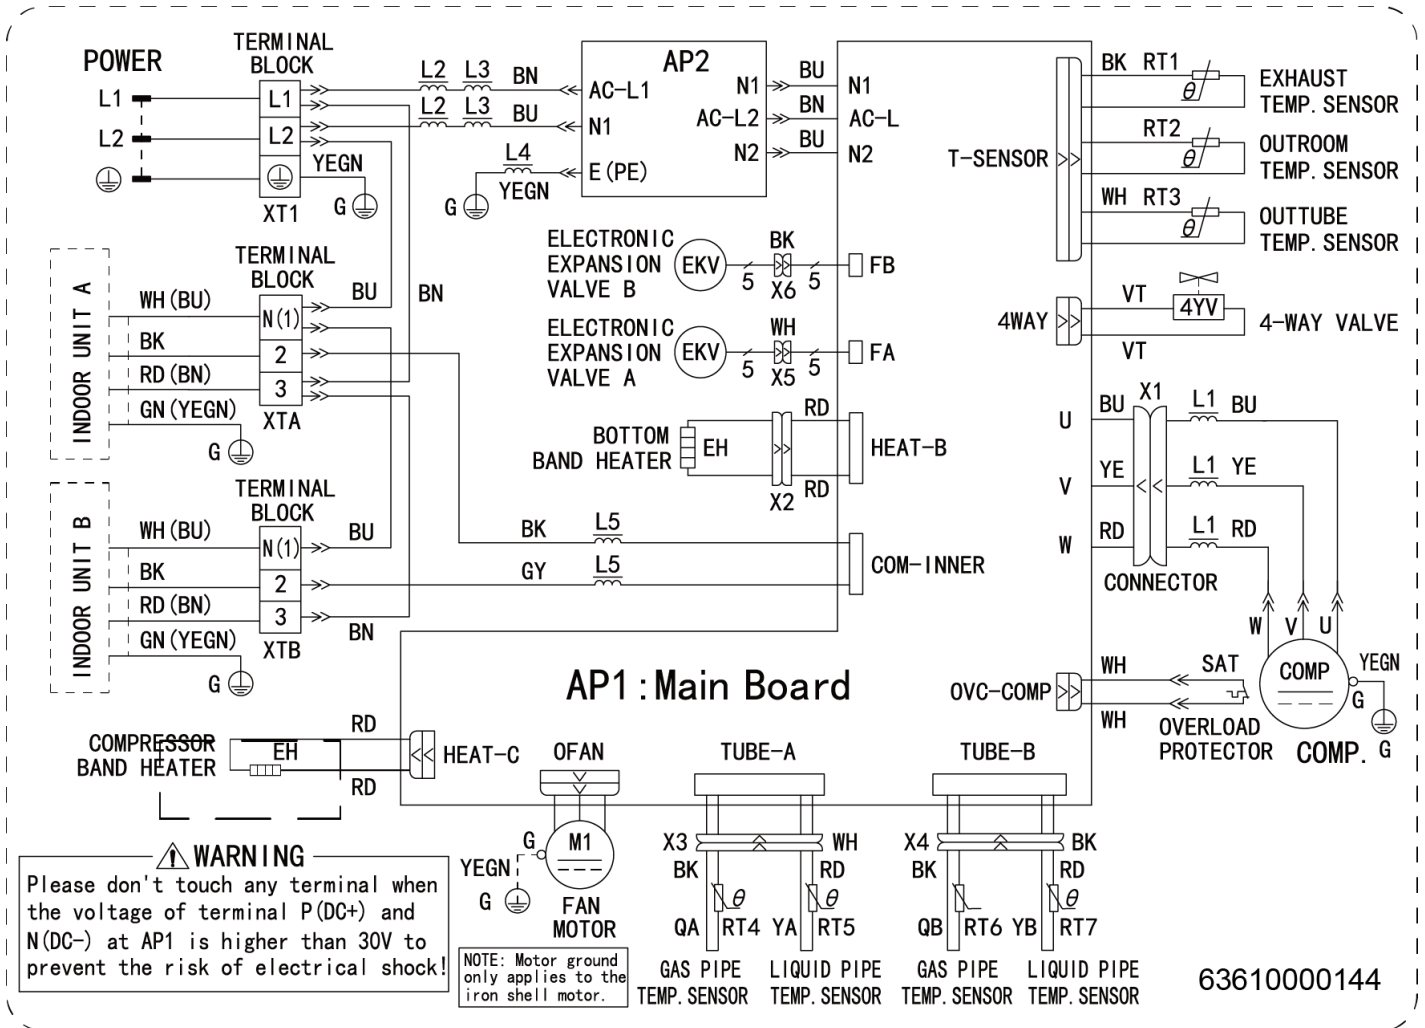 POWER
L1
L2
TERMINAL
BLOCK
L1
L2
XT1
YEGN
G
L2 L3 BN
L2 L3 BU
L4
YEGN
G
AP2
AC-L1
N1
E(PE)
N1
AC-L2
N2
BU
BN
BU
N1
AC-L
N2
T-SENSOR
BK RT1
θ
EXHAUST
TEMP. SENSOR
RT2
θ
OUTROOM
TEMP. SENSOR
WH RT3
θ
OUTTUBE
TEMP. SENSOR
INDOOR UNIT A
WH(BU)
BK
RD(BN)
GN(YEGN)
G
TERMINAL
BLOCK
N(1)
2
3
XTA
BU
BN
ELECTRONIC
EXPANSION
VALVE B
EKV
5
BK
X6
5
FB
ELECTRONIC
EXPANSION
VALVE A
EKV
5
WH
X5
5
FA
4WAY
VT
4YV
VT
4-WAY VALVE
BOTTOM
BAND HEATER
EH
RD
X2
RD
HEAT-B
U
V
W
BU
YE
RD
X1
CONNECTOR
L1 BU
L1 YE
L1 RD
INDOOR UNIT B
WH(BU)
BK
RD(BN)
GN(YEGN)
G
TERMINAL
BLOCK
N(1)
2
3
XTB
BU
BN
BK L5
GY L5
COM-INNER
W V U
COMP
YEGN
G
G
COMP.
AP1:Main Board
OVC-COMP
WH
WH
SAT
OVERLOAD
PROTECTOR
COMPRESSOR
BAND HEATER
EH
RD
RD
HEAT-C
OFAN
M1
G
YEGN
G
FAN
MOTOR
TUBE-A
X3 WH
BK RD
θ θ
QA RT4 YA RT5
GAS PIPE
TEMP. SENSOR
LIQUID PIPE
TEMP. SENSOR
TUBE-B
X4 BK
BK RD
θ
QB RT6 YB RT7
GAS PIPE
TEMP. SENSOR
LIQUID PIPE
TEMP. SENSOR
WARNING
Please don't touch any terminal when
the voltage of terminal P(DC+) and
N(DC-) at AP1 is higher than 30V to
prevent the risk of electrical shock!
NOTE: Motor ground
only applies to the
iron shell motor.
63610000144